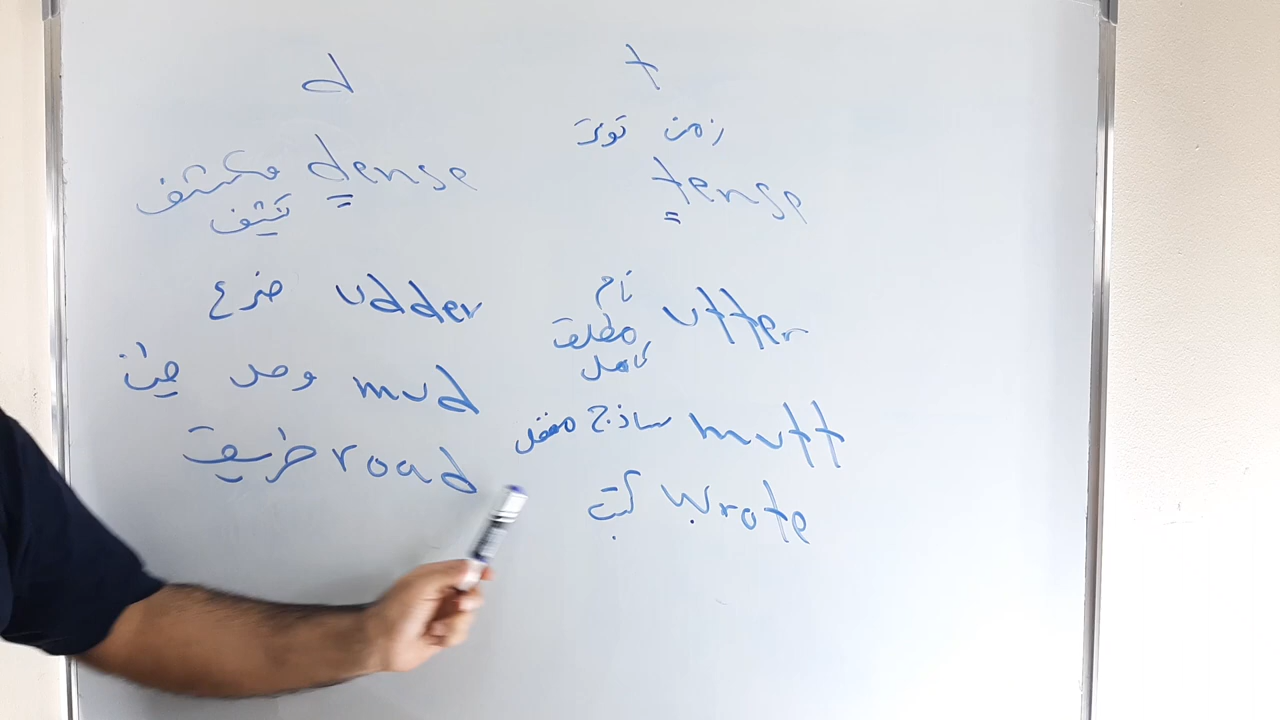 d
t
زمن توتر
dense مكثف
كثيف
tense
udder ضرع
utter تام
مطلق
كامل
mud وحل طين
mutt ساذج مغفل
road طريق
wrote كتب